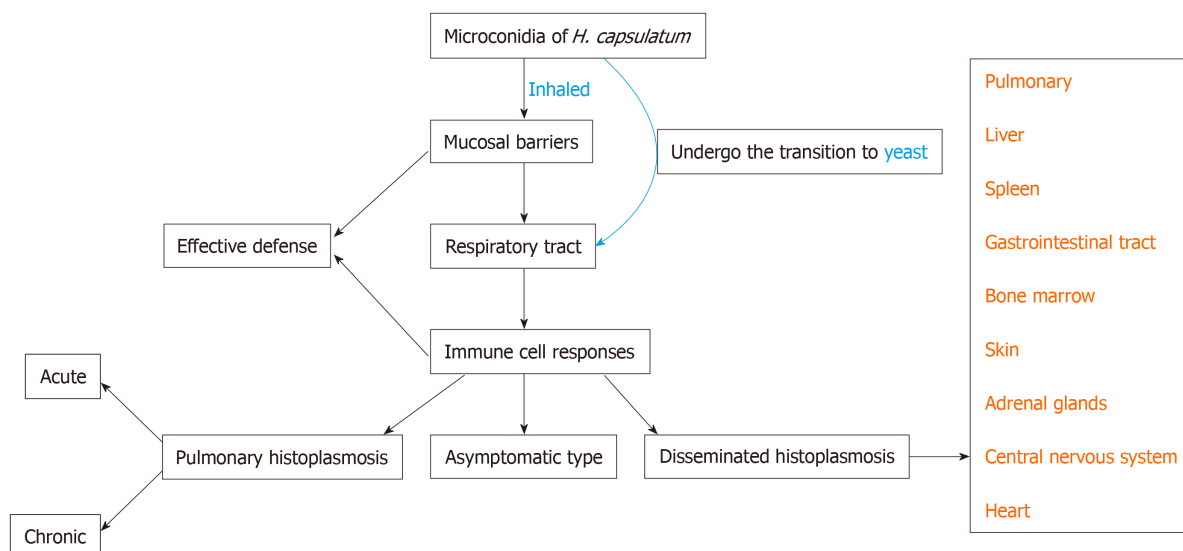 Microconidia of H. capsulatum
Inhaled
Mucosal barriers
Undergo the transition to yeast
Effective defense
Respiratory tract
Immune cell responses
Acute
Pulmonary histoplasmosis
Asymptomatic type
Disseminated histoplasmosis
Chronic
Pulmonary
Liver
Spleen
Gastrointestinal tract
Bone marrow
Skin
Adrenal glands
Central nervous system
Heart